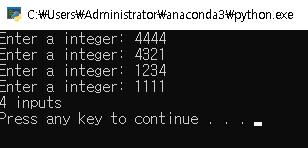 C:₩Users₩Administrator₩anaconda3₩python.exe
Enter a integer: 4444
Enter a integer: 4321
Enter a integer: 1234
Enter a integer: 1111
4 inputs
Press any key to continue . . .